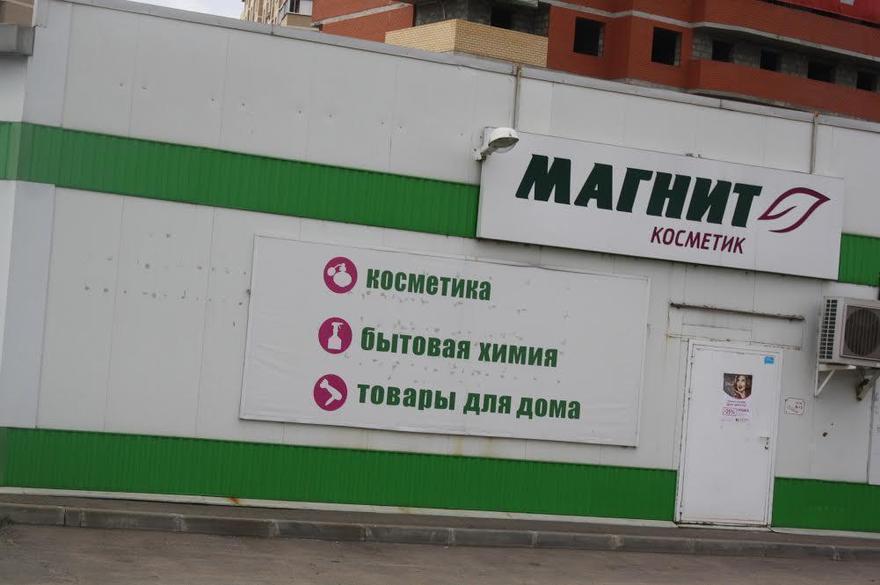 МАГНИТ
КОСМЕТИК
косметика
бытовая химия
товары для дома